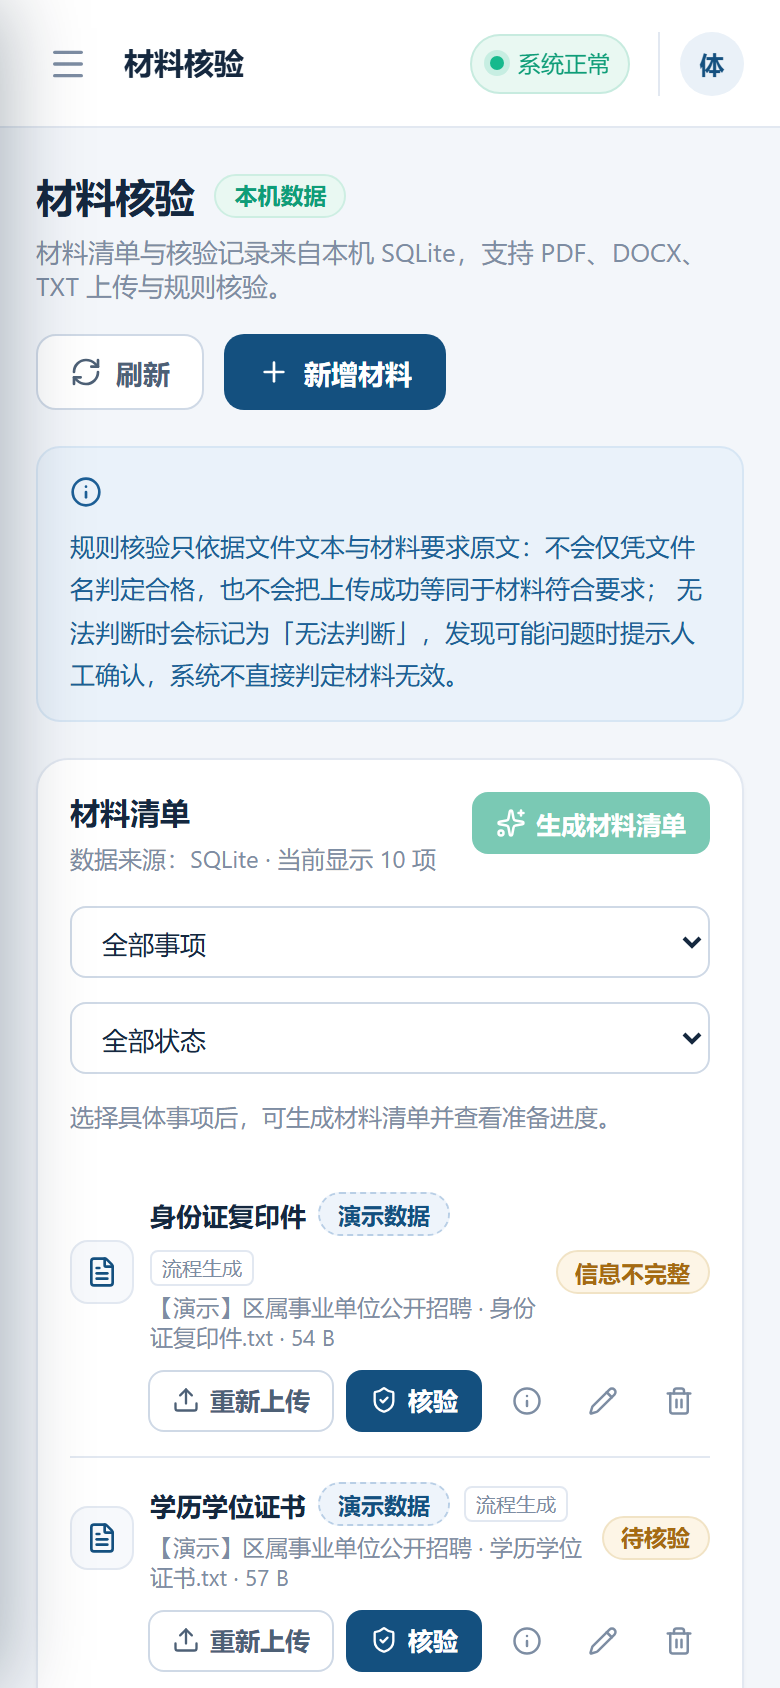 材料核验
系统正常
体
材料核验
本机数据
材料清单与核验记录来自本机 SQLite，支持 PDF、DOCX、
TXT 上传与规则核验。
刷新
新增材料
规则核验只依据文件文本与材料要求原文：不会仅凭文件
名判定合格，也不会把上传成功等同于材料符合要求； 无
法判断时会标记为「无法判断」，发现可能问题时提示人
工确认，系统不直接判定材料无效。
材料清单
生成材料清单
数据来源：SQLite · 当前显示 10 项
全部事项
全部状态
选择具体事项后，可生成材料清单并查看准备进度。
身份证复印件
演示数据
流程生成
信息不完整
【演示】区属事业单位公开招聘 · 身份
证复印件.txt · 54 B
重新上传
核验
学历学位证书
演示数据
流程生成
待核验
【演示】区属事业单位公开招聘 · 学历学位
证书.txt · 57 B
重新上传
核验